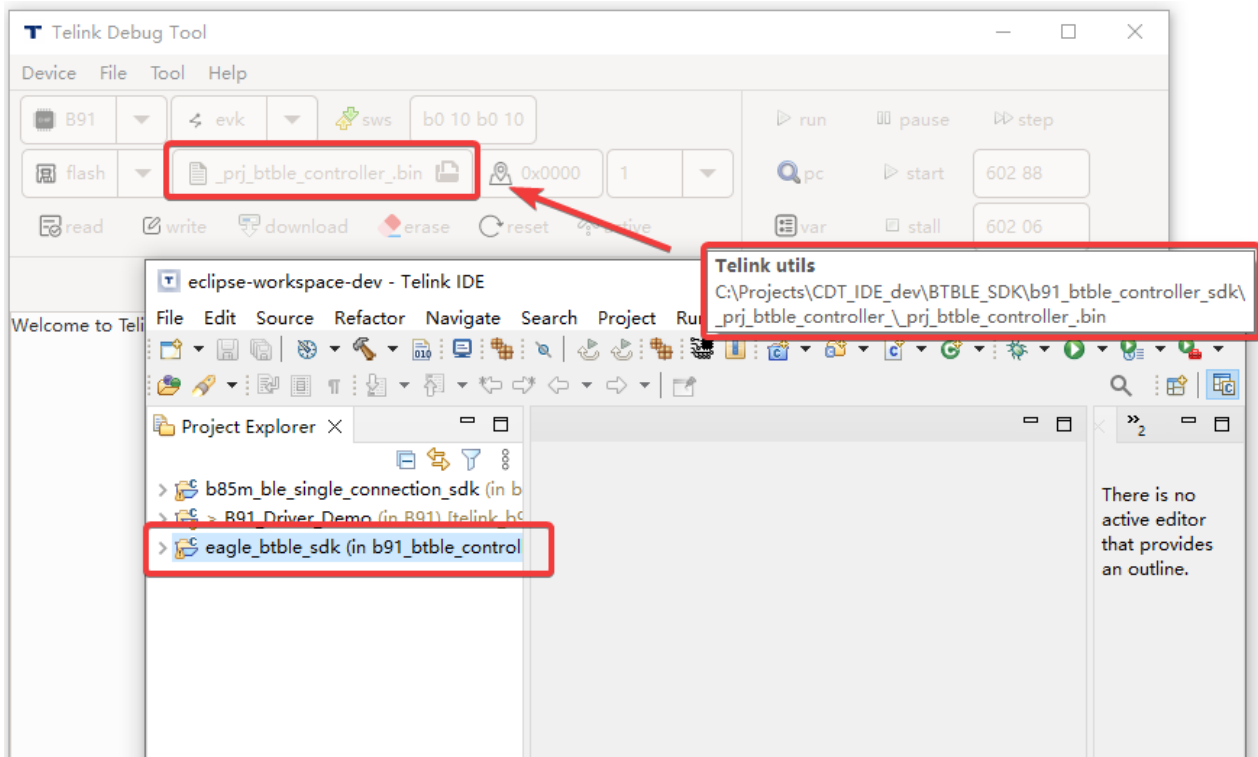 Telink Debug Tool
Device File Tool Help
B91 evk sws b0 10 b0 10 run pause step
flash _prj_btble_controller_.bin 0x0000 1 pc start 602 88
read write download erase reset active var stall 602 06
Telink utils
C:\Projects\CDT_IDE_dev\BTBLE_SDK\b91_btble_controller_sdk\
_prj_btble_controller_\_prj_btble_controller_.bin
eclipse-workspace-dev - Telink IDE
Welcome to Teli
File Edit Source Refactor Navigate Search Project Ru
010
Project Explorer
2
b85m_ble_single_connection_sdk (in b
> B91_Driver_Demo (in B91) [telink_b9
eagle_btble_sdk (in b91_btble_control
There is no
active editor
that provides
an outline.